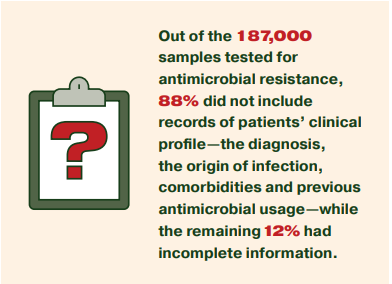 Out of the 187,000
samples tested for
antimicrobial resistance,
88% did not include
records of patients’ clinical
profile—the diagnosis,
the origin of infection,
comorbidities and previous
antimicrobial usage—while
the remaining 12% had
incomplete information.
?